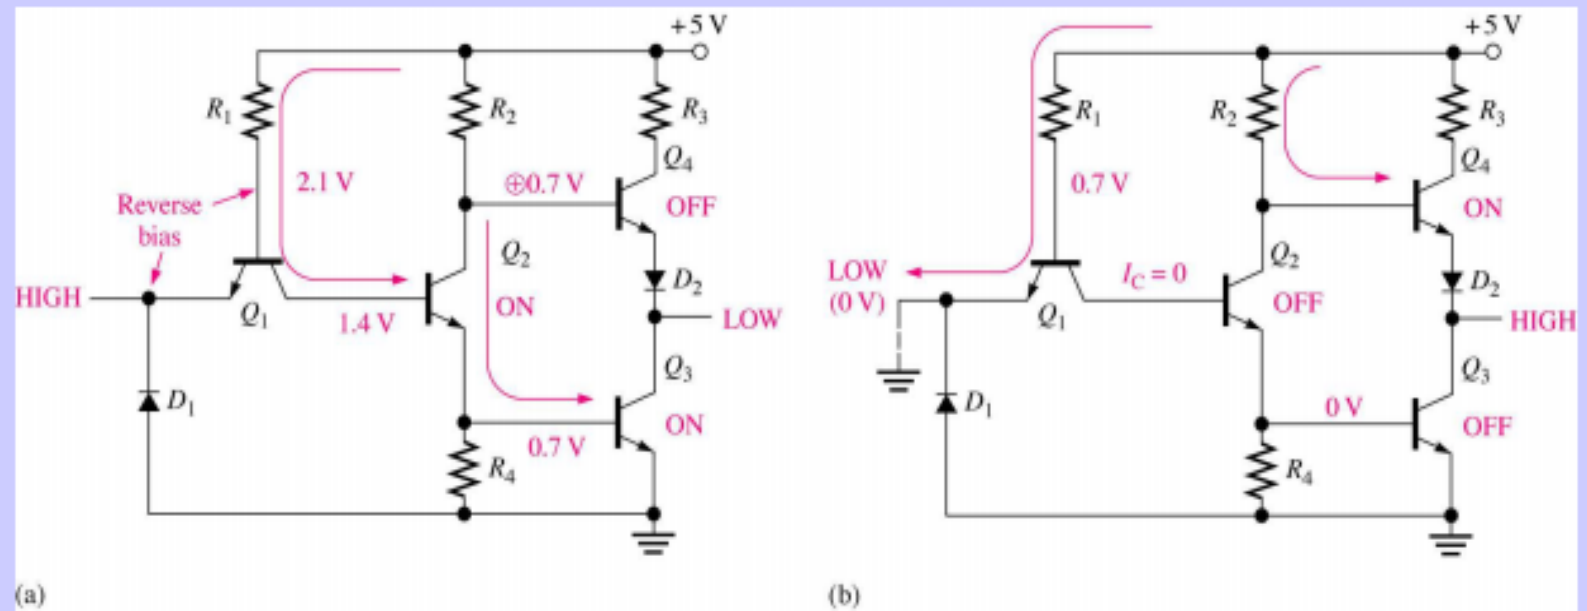 +5 V
R1
R2
R3
Q4
2.1 V
⊕0.7 V
OFF
Reverse
bias
Q2
D2
HIGH
Q1
1.4 V
ON
LOW
Q3
D1
ON
0.7 V
R4
(a)
+5 V
R1
R2
R3
Q4
0.7 V
ON
LOW
(0 V)
IC = 0
Q2
D2
Q1
OFF
HIGH
Q3
D1
0 V
OFF
R4
(b)